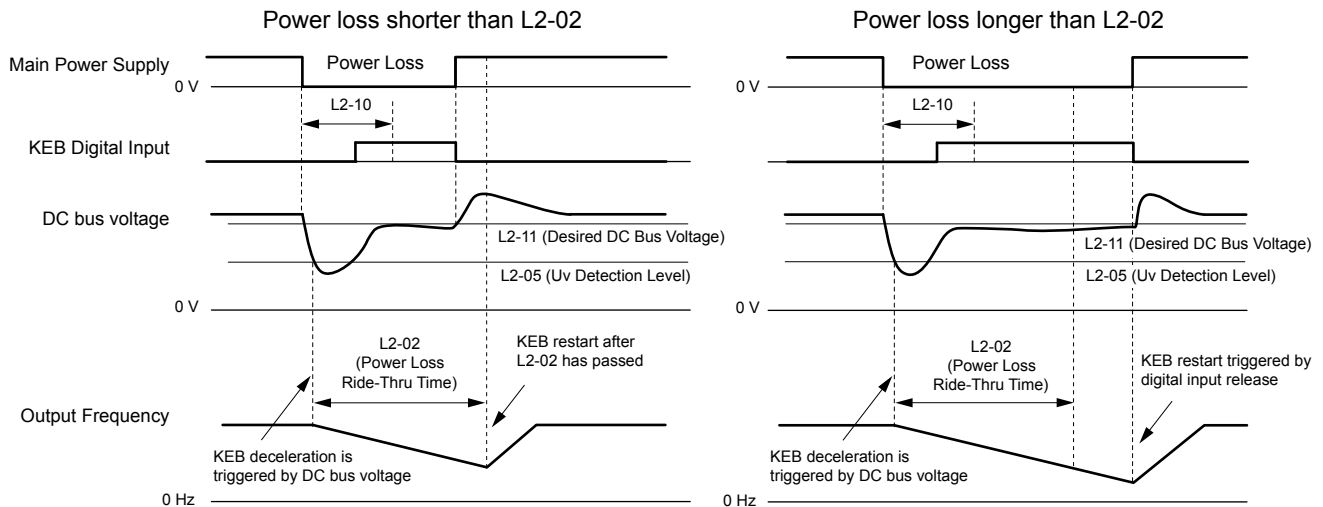 Power loss shorter than L2-02
Main Power Supply
Power Loss
0 V
L2-10
KEB Digital Input
DC bus voltage
L2-11 (Desired DC Bus Voltage)
L2-05 (Uv Detection Level)
0 V
L2-02
(Power Loss
Ride-Thru Time)
KEB restart after
L2-02 has passed
Output Frequency
KEB deceleration is
triggered by DC bus voltage
0 Hz
Power loss longer than L2-02
Power Loss
0 V
L2-10
L2-11 (Desired DC Bus Voltage)
L2-05 (Uv Detection Level)
0 V
L2-02
(Power Loss
Ride-Thru Time)
KEB restart triggered by
digital input release
KEB deceleration is
triggered by DC bus voltage
0 Hz